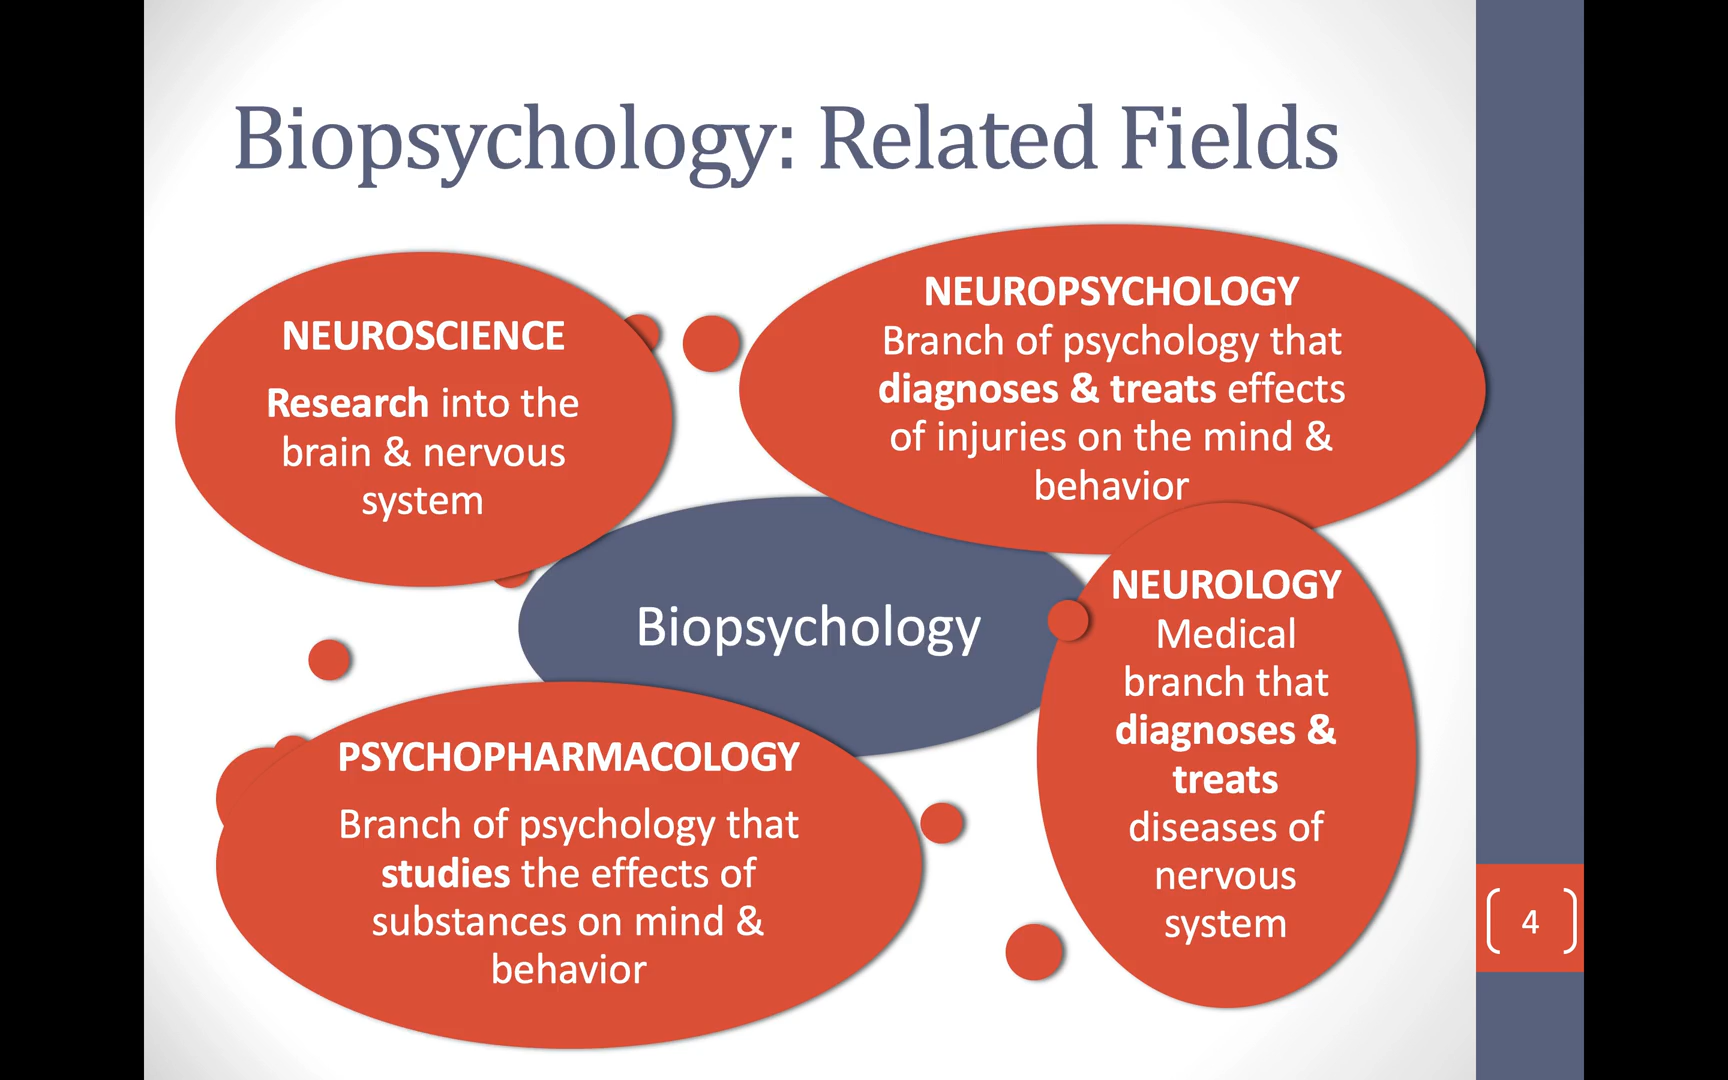 Biopsychology: Related Fields
NEUROSCIENCE
Research into the
brain & nervous
system
NEUROPSYCHOLOGY
Branch of psychology that
diagnoses & treats effects
of injuries on the mind &
behavior
Biopsychology
NEUROLOGY
Medical
branch that
diagnoses &
treats
diseases of
nervous
system
PSYCHOPHARMACOLOGY
Branch of psychology that
studies the effects of
substances on mind &
behavior
4